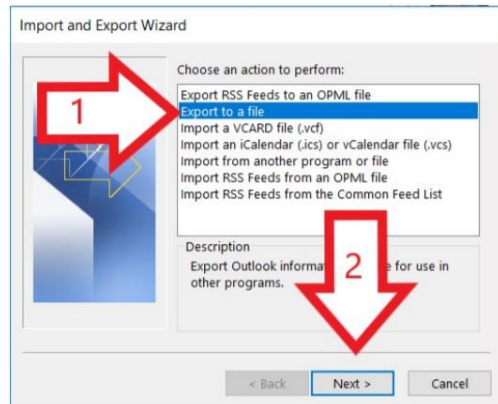 Import and Export Wizard
Choose an action to perform:
Export RSS Feeds to an OPML file
Export to a file
Import a VCARD file (.vcf)
Import an iCalendar (.ics) or vCalendar file (.vcs)
Import from another program or file
Import RSS Feeds from an OPML file
Import RSS Feeds from the Common Feed List
1
Description
Export Outlook informa e for use in
other programs.
2
< Back Next > Cancel